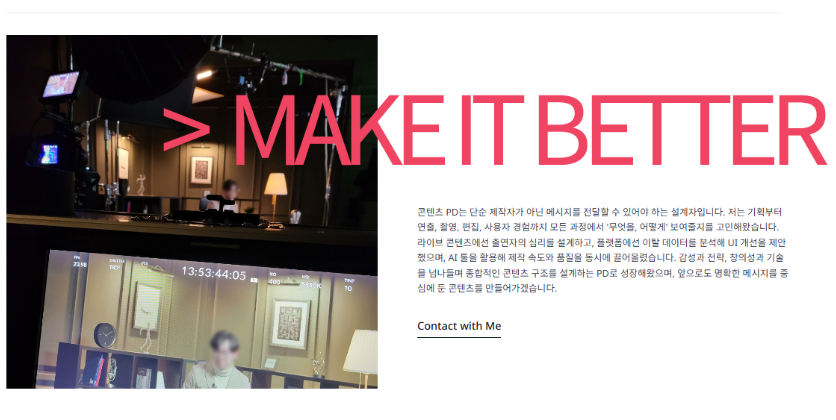 > MAKE IT BETTER
콘텐츠 PD는 단순 제작자가 아닌 메시지를 전달할 수 있어야 하는 설계자입니다. 저는 기획부터
연출, 촬영, 편집, 사용자 경험까지 모든 과정에서 '무엇을, 어떻게' 보여줄지를 고민해왔습니다.
라이브 콘텐츠에선 출연자의 심리를 설계하고, 플랫폼에선 이탈 데이터를 분석해 UI 개선을 제안
했으며, AI 툴을 활용해 제작 속도와 품질을 동시에 끌어올렸습니다. 감성과 전략, 창의성과 기술
을 넘나들며 종합적인 콘텐츠 구조를 설계하는 PD로 성장해왔으며, 앞으로도 명확한 메시지를 중
심에 둔 콘텐츠를 만들어가겠습니다.
13:53:44:05
Contact with Me